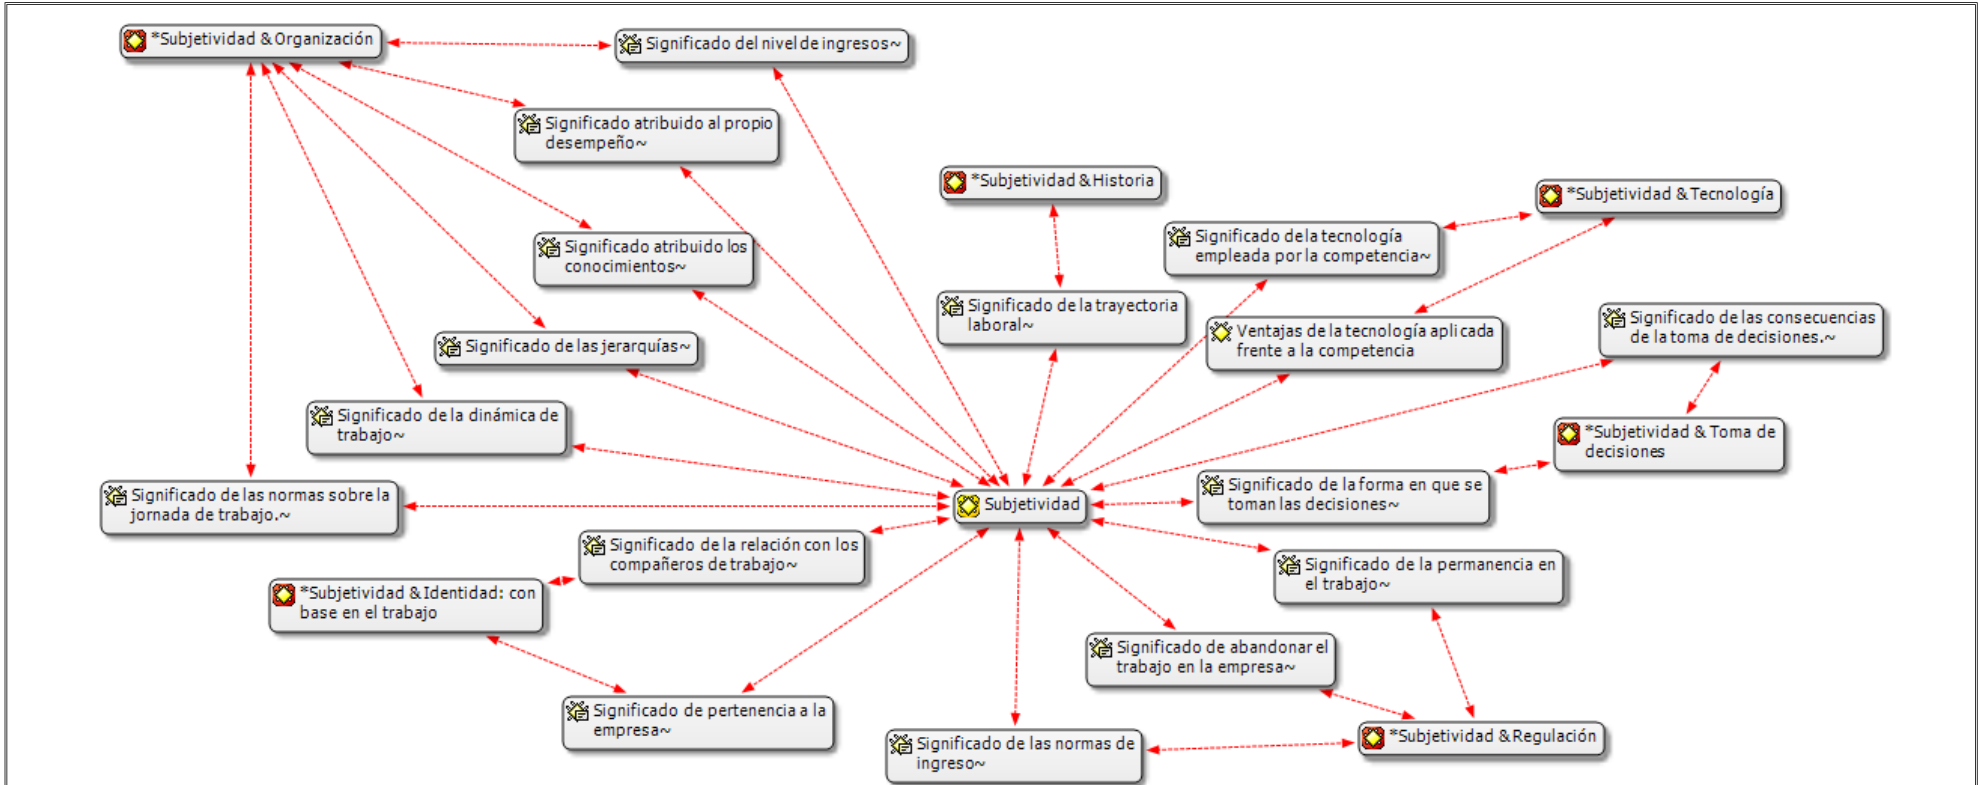 *Subjetividad & Organización
Significado del nivel de ingresos~
Significado atribuido al propio
desempeño~
*Subjetividad & Historia
*Subjetividad & Tecnología
Significado atribuido los
conocimientos~
Significado de la tecnología
empleada por la competencia~
Significado de la trayectoria
laboral~
Ventajas de la tecnología aplicada
frente a la competencia
Significado de las consecuencias
de la toma de decisiones.~
Significado de las jerarquías~
Significado de la dinámica de
trabajo~
*Subjetividad & Toma de
decisiones
Significado de las normas sobre la
jornada de trabajo.~
Subjetividad
Significado de la forma en que se
toman las decisiones~
Significado de la relación con los
compañeros de trabajo~
*Subjetividad & Identidad: con
base en el trabajo
Significado de la permanencia en
el trabajo~
Significado de abandonar el
trabajo en la empresa~
Significado de pertenencia a la
empresa~
Significado de las normas de
ingreso~
*Subjetividad & Regulación